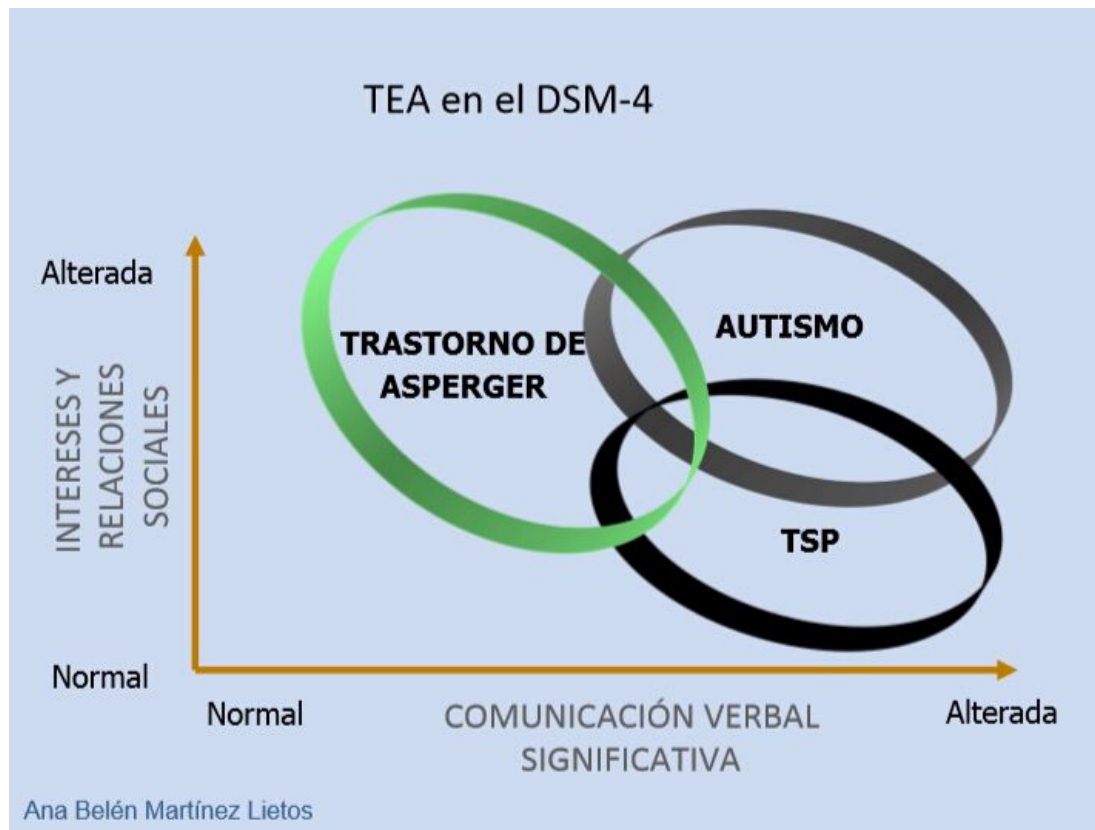 TEA en el DSM-4
Alterada
INTERESES Y
RELACIONES
SOCIALES
TRASTORNO DE
ASPERGER
AUTISMO
TSP
Normal
Normal
COMUNICACIÓN VERBAL
SIGNIFICATIVA
Alterada
Ana Belén Martínez Lietos